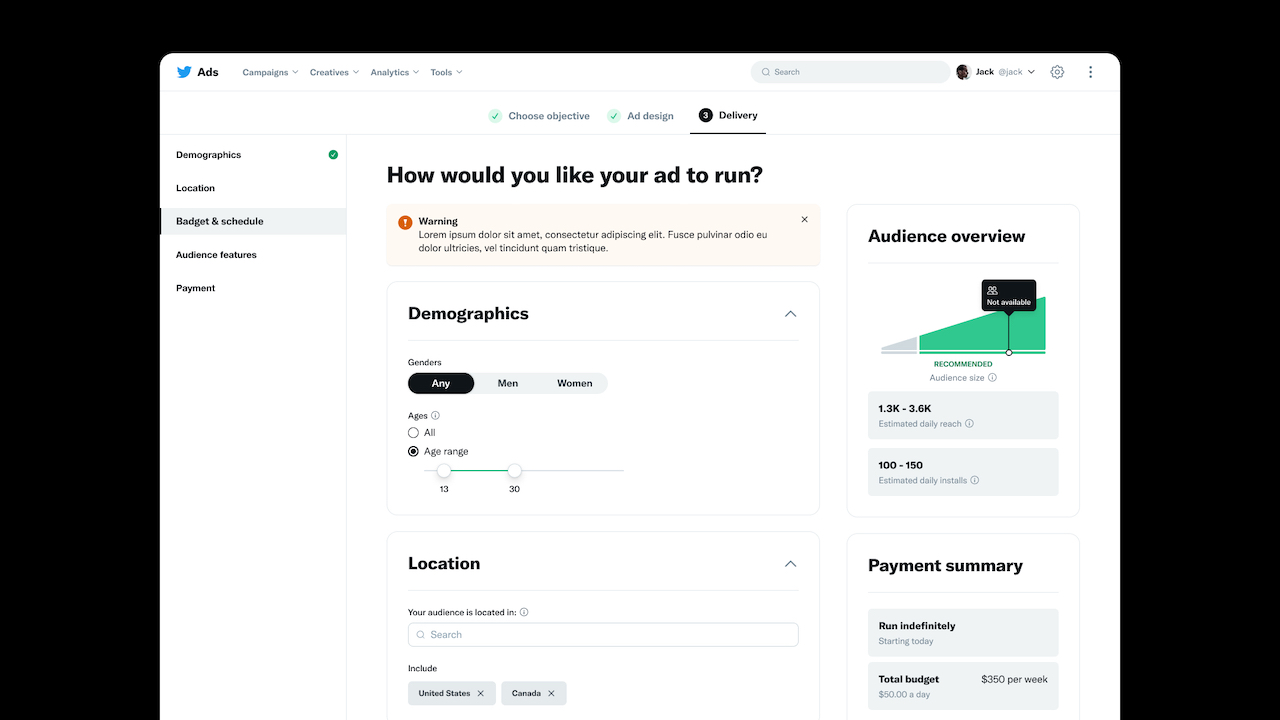 Ads
Campaigns Creatives Analytics Tools
Search
Jack @jack
Choose objective
Ad design
3 Delivery
Demographics
Location
Badget & schedule
Audience features
Payment
How would you like your ad to run?
Warning
Lorem ipsum dolor sit amet, consectetur adipiscing elit. Fusce pulvinar odio eu
dolor ultricies, vel tincidunt quam tristique.
Demographics
Genders
Any Men Women
Ages
All
Age range
13 30
Location
Your audience is located in:
Search
Include
United States Canada
Audience overview
Not available
RECOMMENDED
Audience size
1.3K - 3.6K
Estimated daily reach
100 - 150
Estimated daily installs
Payment summary
Run indefinitely
Starting today
Total budget $350 per week
$50.00 a day